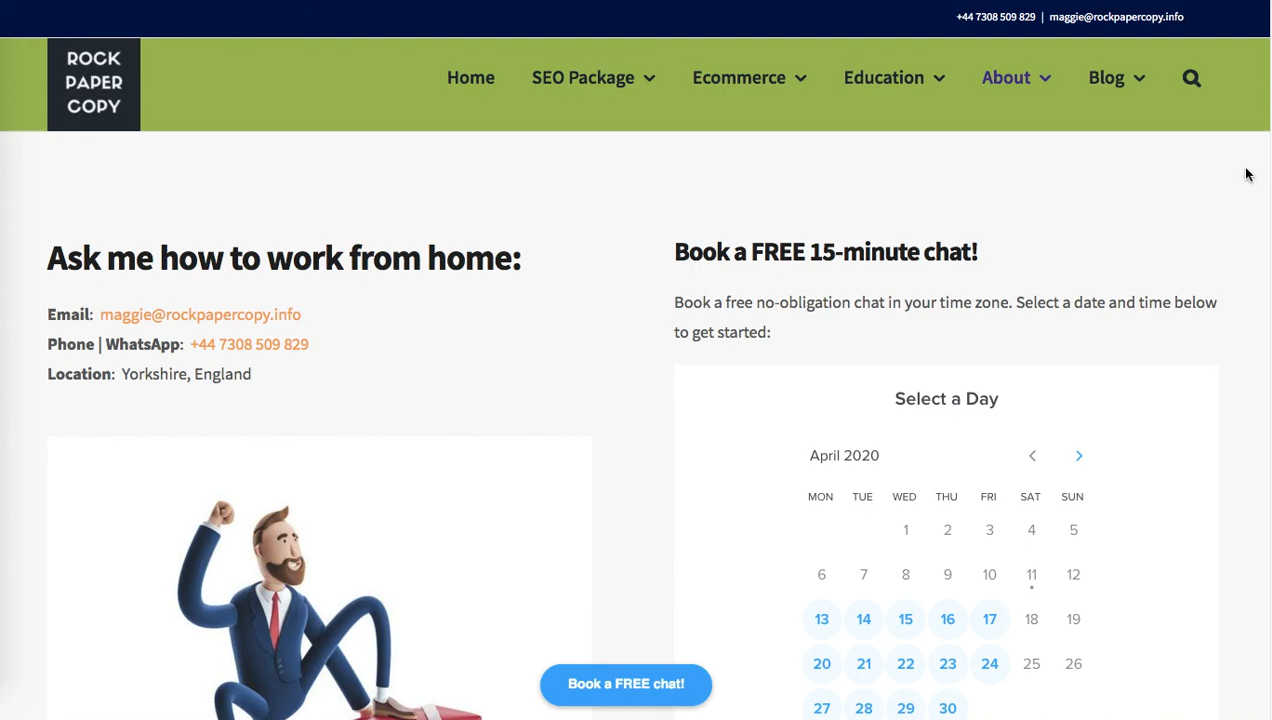 +44 7308 509 829 | maggie@rockpapercopy.info
ROCK
PAPER
COPY
Home SEO Package Ecommerce Education About Blog
Ask me how to work from home:
Email: maggie@rockpapercopy.info
Phone | WhatsApp: +44 7308 509 829
Location: Yorkshire, England
Book a FREE 15-minute chat!
Book a free no-obligation chat in your time zone. Select a date and time below
to get started:
Select a Day
April 2020
MON TUE WED THU FRI SAT SUN
1 2 3 4 5
6 7 8 9 10 11 12
13 14 15 16 17 18 19
20 21 22 23 24 25 26
27 28 29 30
Book a FREE chat!